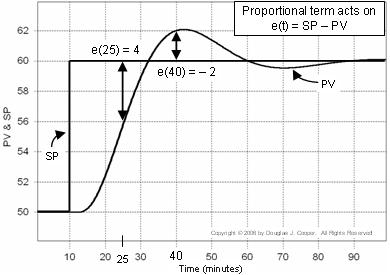 Proportional term acts on
e(t) = SP – PV
62
60
58
56
54
52
50
PV & SP
e(25) = 4
e(40) = – 2
PV
SP
Copyright © 2006 by Douglas J. Cooper. All Rights Reserved
10 20 30 40 50 60 70 80 90
25 40
Time (minutes)